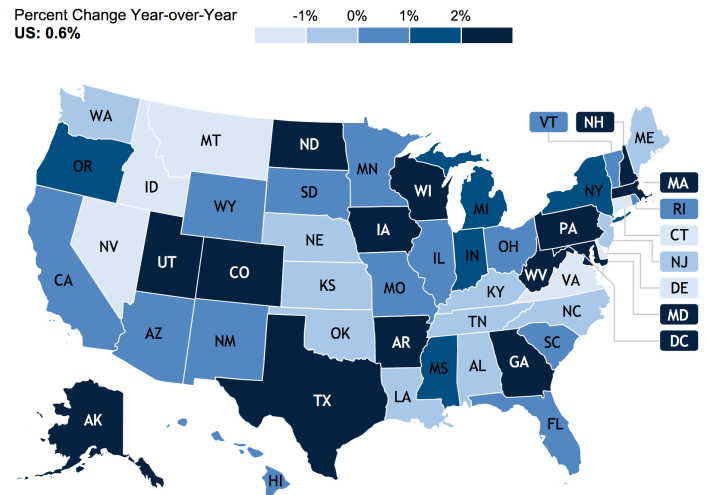 Percent Change Year-over-Year
US: 0.6%
-1% 0% 1% 2%
WA
MT
ND
MN
VT NH
ME
OR
ID
WY
SD
WI
MI
NY
MA
RI
CT
NJ
DE
MD
DC
NV
UT
CO
NE
IA
IL
IN
OH
PA
WV
VA
CA
KS
MO
KY
NC
AZ
NM
OK
AR
TN
SC
TX
LA
MS
AL
GA
FL
AK
HI